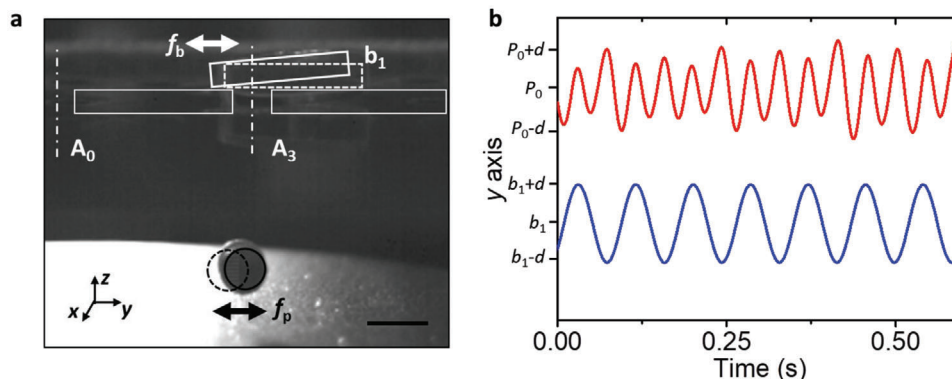 a
f_b
b_1
A_0
A_3
z
x
y
f_p
b
y axis
P_0+d
P_0
P_0-d
b_1+d
b_1
b_1-d
0.00
0.25
0.50
Time (s)